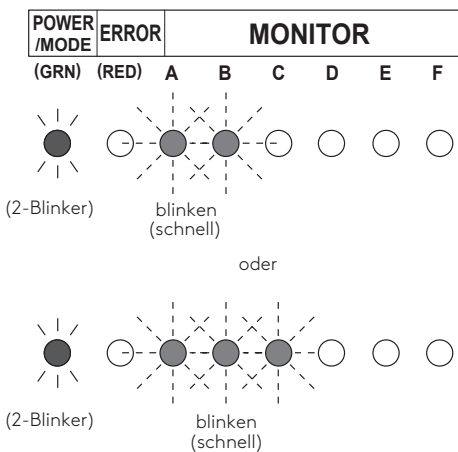 POWER
/MODE ERROR MONITOR
(GRN) (RED) A B C D E F
(2-Blinker) blinken
(schnell)
oder
(2-Blinker) blinken
(schnell)